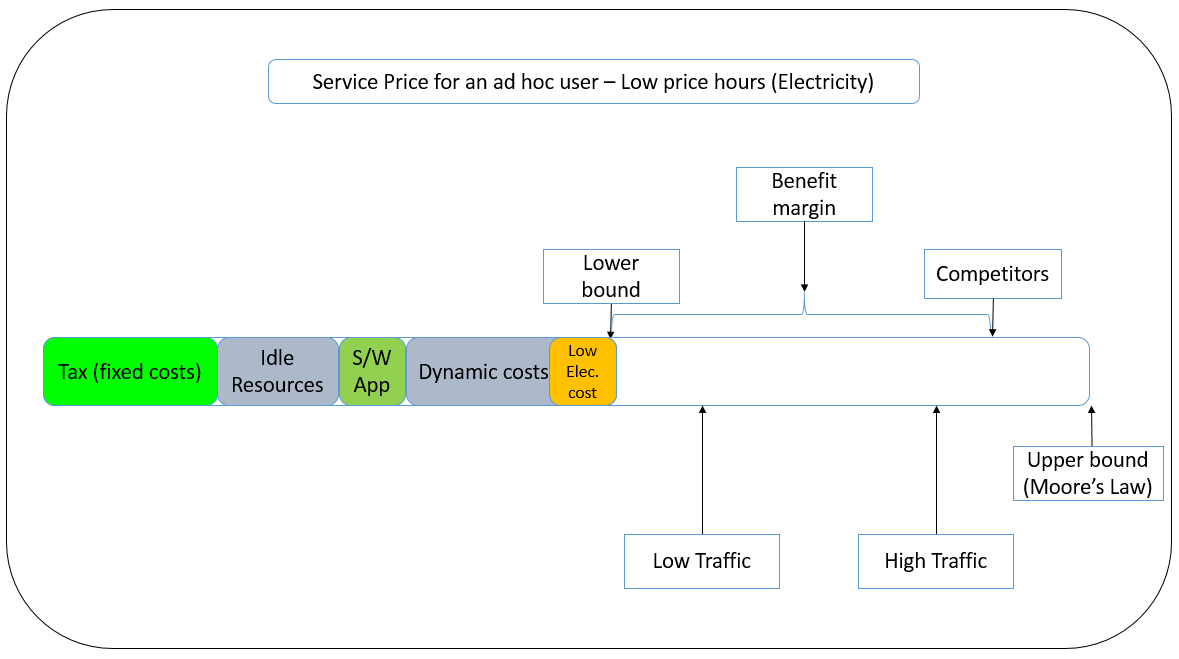 Service Price for an ad hoc user – Low price hours (Electricity)
Benefit
margin
Lower
bound
Competitors
Tax (fixed costs)
Idle
Resources
S/W
App
Dynamic costs
Low
Elec.
cost
Upper bound
(Moore’s Law)
Low Traffic
High Traffic